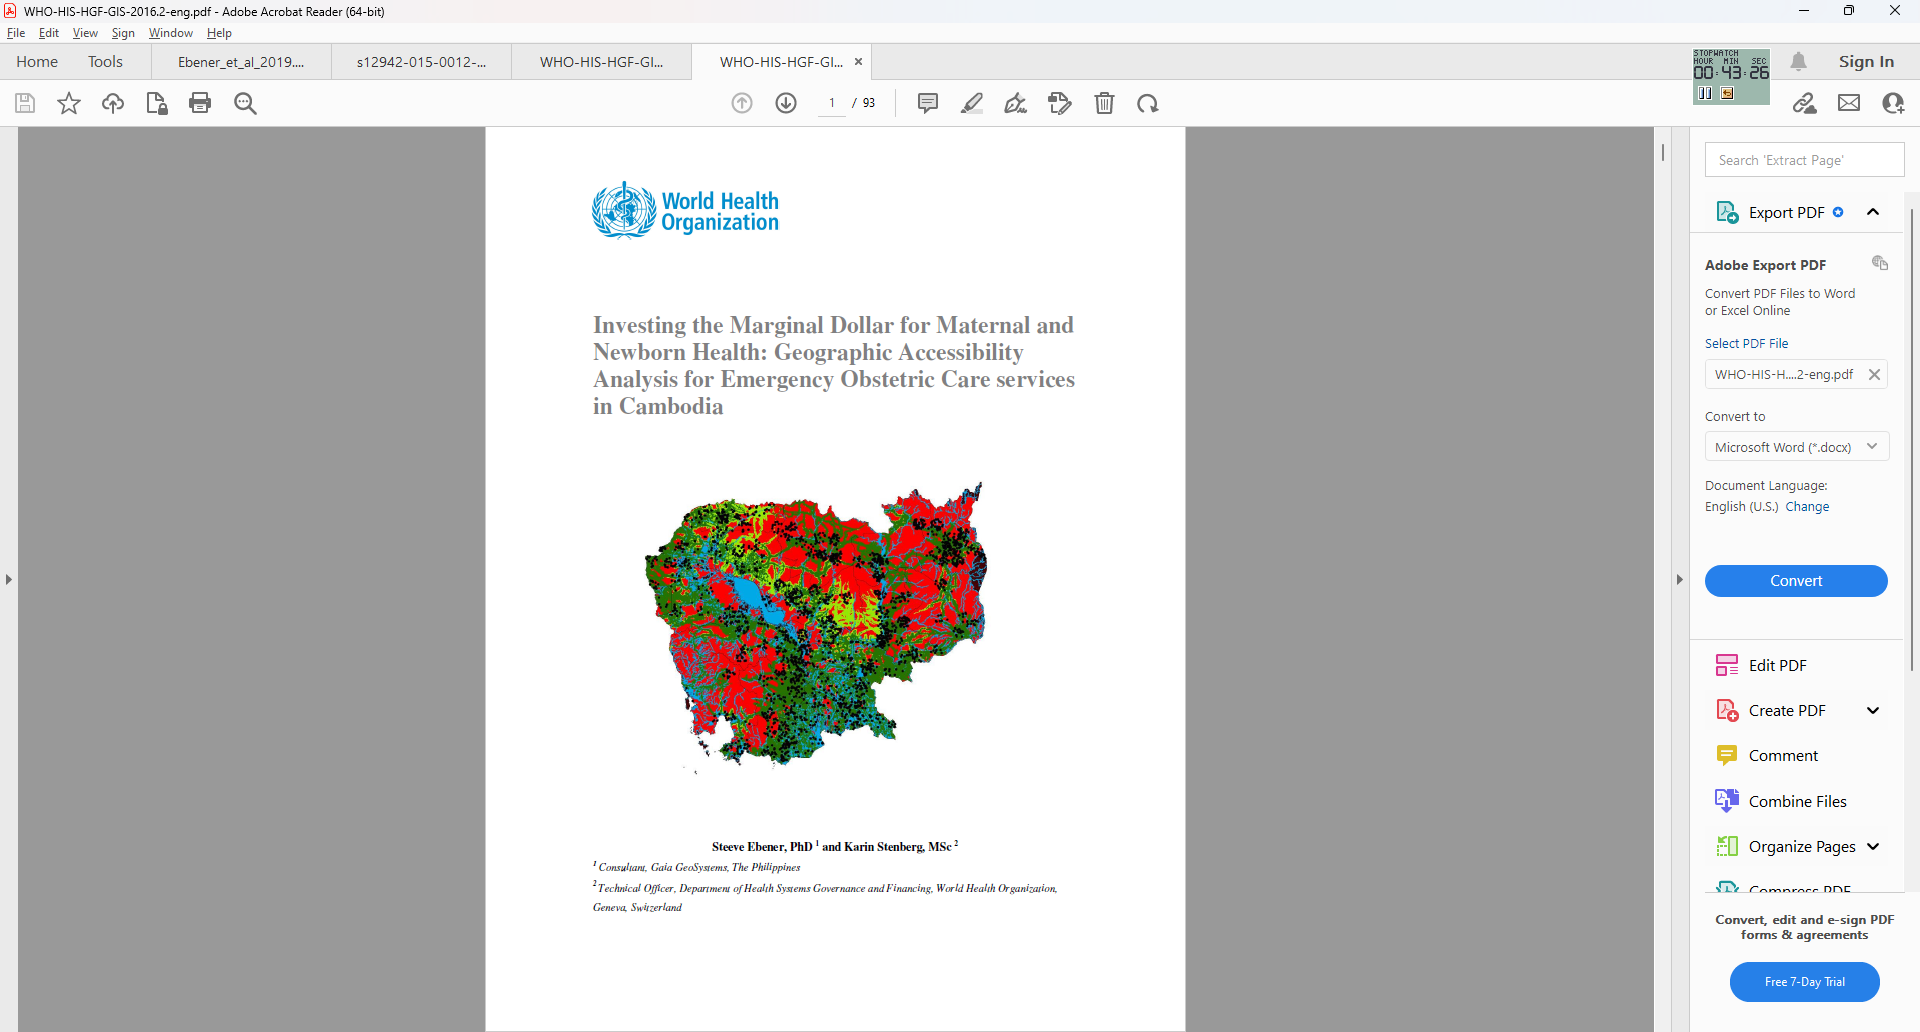 WHO-HIS-HGF-GIS-2016.2-eng.pdf - Adobe Acrobat Reader (64-bit)
File Edit View Sign Window Help
Home Tools Ebener_et_al_2019.... s12942-015-0012-... WHO-HIS-HGF-GI... WHO-HIS-HGF-GI... Sign In
STOPWATCH
HOUR MIN SEC
00:43:26
1 / 93
World Health
Organization
Investing the Marginal Dollar for Maternal and
Newborn Health: Geographic Accessibility
Analysis for Emergency Obstetric Care services
in Cambodia
Steeve Ebener, PhD 1 and Karin Stenberg, MSc 2
1 Consultant, Gaia GeoSystems, The Philippines
2 Technical Officer, Department of Health Systems Governance and Financing, World Health Organization,
Geneva, Switzerland
Search 'Extract Page'
Export PDF
Adobe Export PDF
Convert PDF Files to Word
or Excel Online
Select PDF File
WHO-HIS-H....2-eng.pdf
Convert to
Microsoft Word (*.docx)
Document Language:
English (U.S.) Change
Convert
Edit PDF
Create PDF
Comment
Combine Files
Organize Pages
Compress PDF
Convert, edit and e-sign PDF
forms & agreements
Free 7-Day Trial